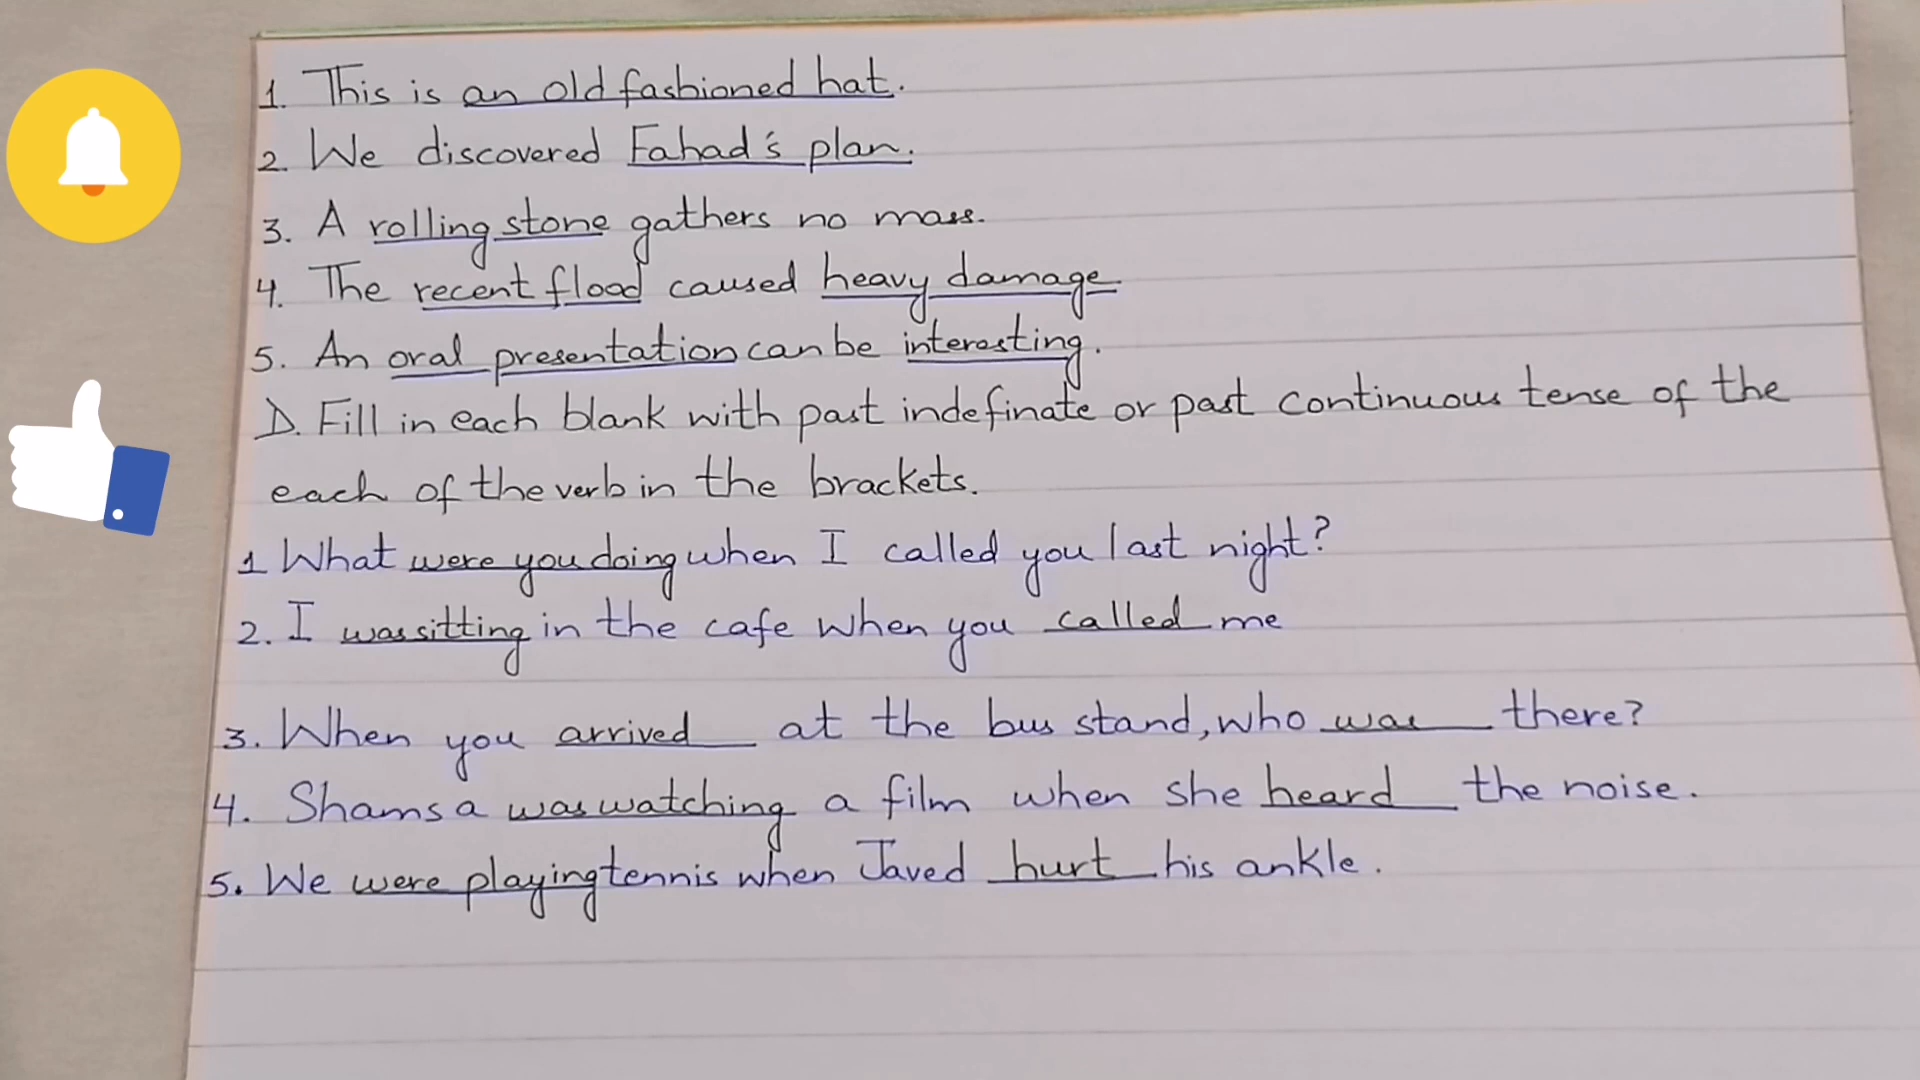 1. This is an old fashioned hat.
2. We discovered Fahad's plan.
3. A rolling stone gathers no mass.
4. The recent flood caused heavy damage.
5. An oral presentation can be interesting.
D. Fill in each blank with past indefinate or past continuous tense of the
each of the verb in the brackets.
1 What were you doing when I called you last night?
2. I was sitting in the cafe when you called me
3. When you arrived at the bus stand, who was there?
4. Shamsa was watching a film when she heard the noise.
5. We were playing tennis when Javed hurt his ankle.